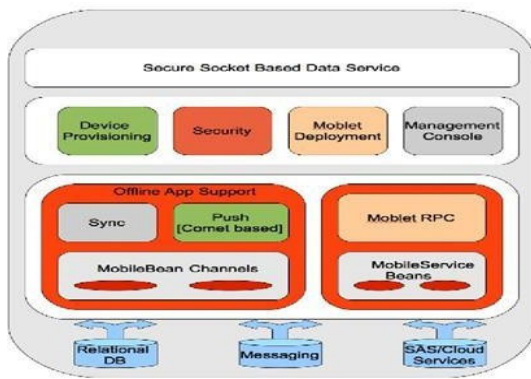 Secure Socket Based Data Service
Device
Provisioning
Security
Moblet
Deployment
Management
Console
Offline App Support
Sync
Push
[Comet based]
Moblet RPC
MobileBean Channels
MobileService
Beans
Relational
DB
Messaging
SAS/Cloud
Services